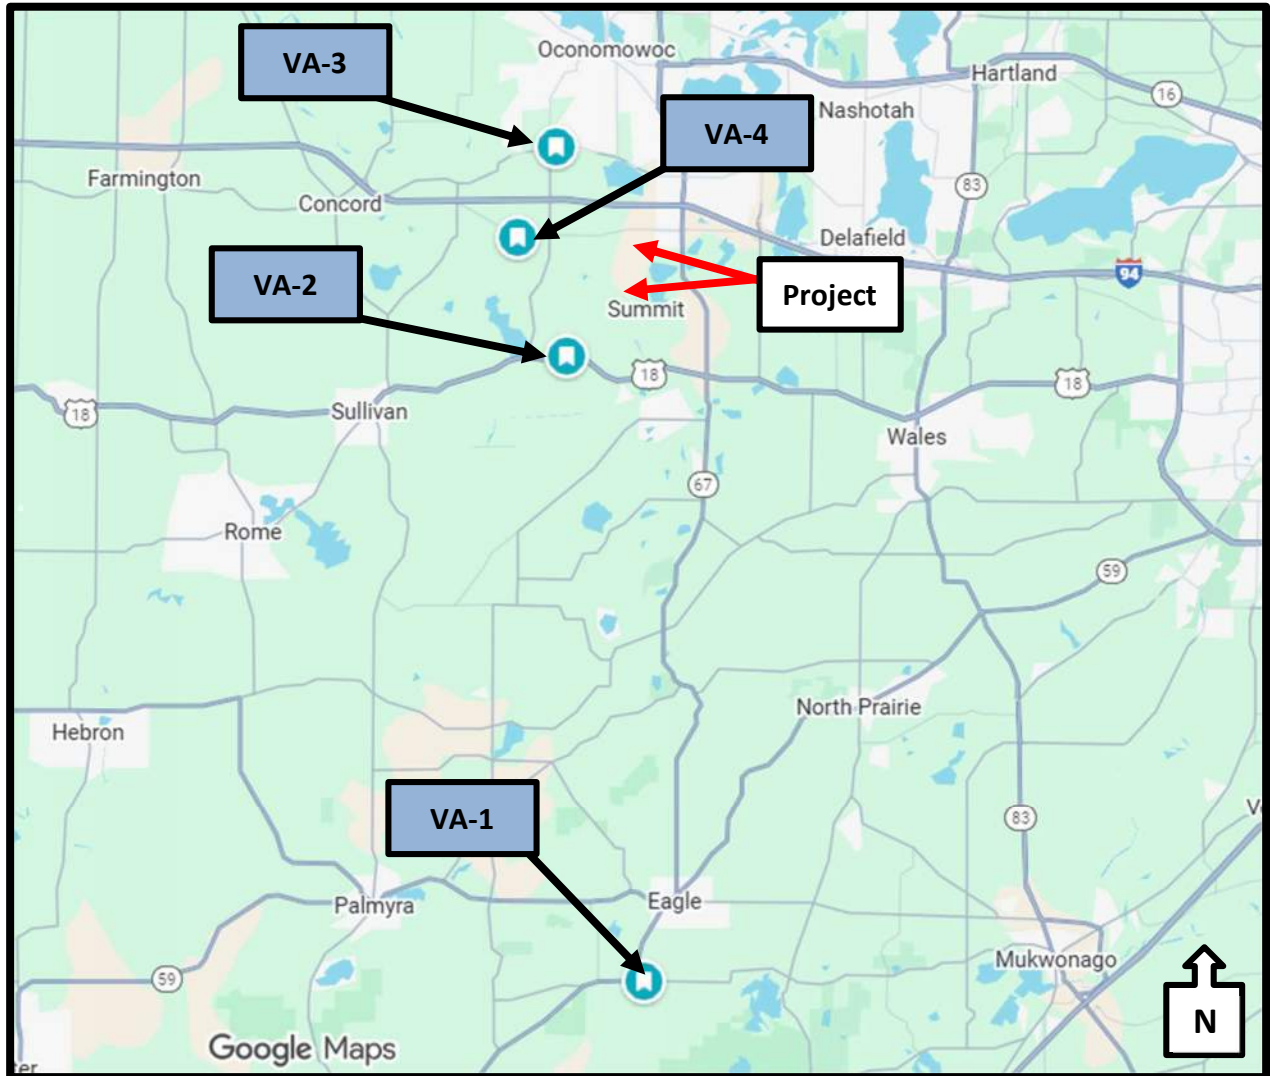 Oconomowoc
VA-3
Hartland
16
Nashotah
VA-4
Farmington
83
Concord
Delafield
94
VA-2
Project
Summit
18
18
18
Sullivan
Wales
67
Rome
59
North Prairie
Hebron
VA-1
83
Eagle
Palmyra
Mukwonago
59
N
Google Maps